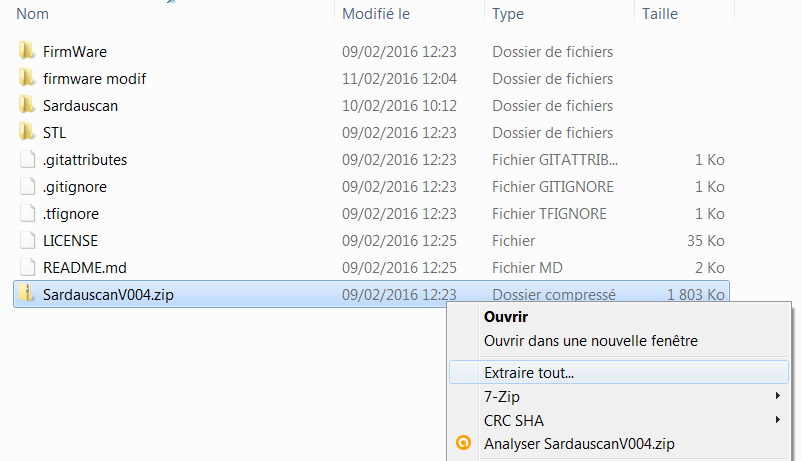 Nom Modifié le Type Taille
FirmWare 09/02/2016 12:23 Dossier de fichiers
firmware modif 11/02/2016 12:04 Dossier de fichiers
Sardauscan 10/02/2016 10:12 Dossier de fichiers
STL 09/02/2016 12:23 Dossier de fichiers
.gitattributes 09/02/2016 12:23 Fichier GITATTRIB... 1 Ko
.gitignore 09/02/2016 12:23 Fichier GITIGNORE 1 Ko
.tfignore 09/02/2016 12:23 Fichier TFIGNORE 1 Ko
LICENSE 09/02/2016 12:25 Fichier 35 Ko
README.md 09/02/2016 12:25 Fichier MD 2 Ko
SardauscanV004.zip 09/02/2016 12:23 Dossier compressé 1 803 Ko
Ouvrir
Ouvrir dans une nouvelle fenêtre
Extraire tout...
7-Zip
CRC SHA
Analyser SardauscanV004.zip